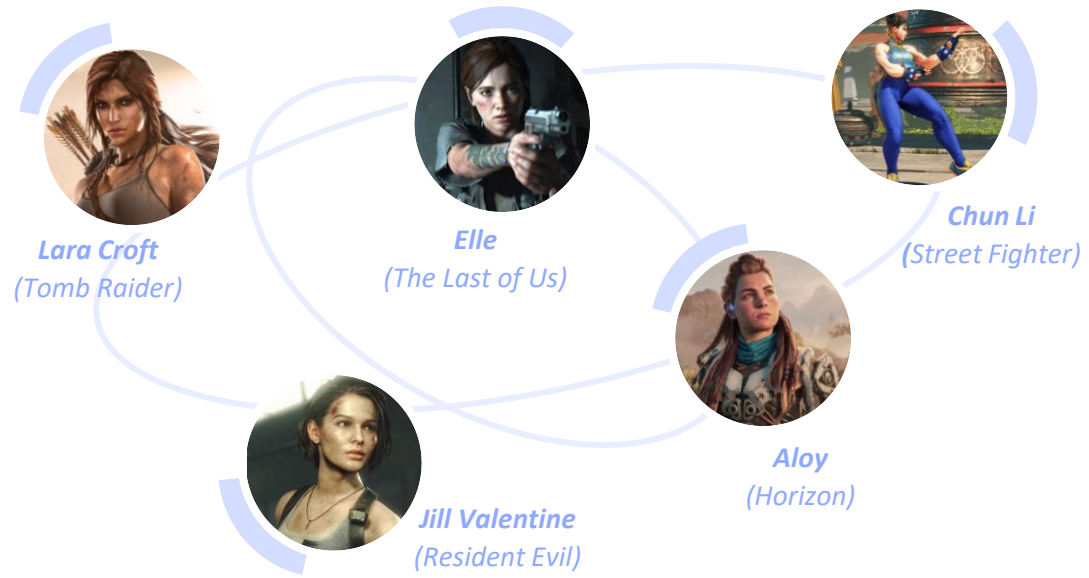 Lara Croft
(Tomb Raider)
Elle
(The Last of Us)
Chun Li
(Street Fighter)
Aloy
(Horizon)
Jill Valentine
(Resident Evil)